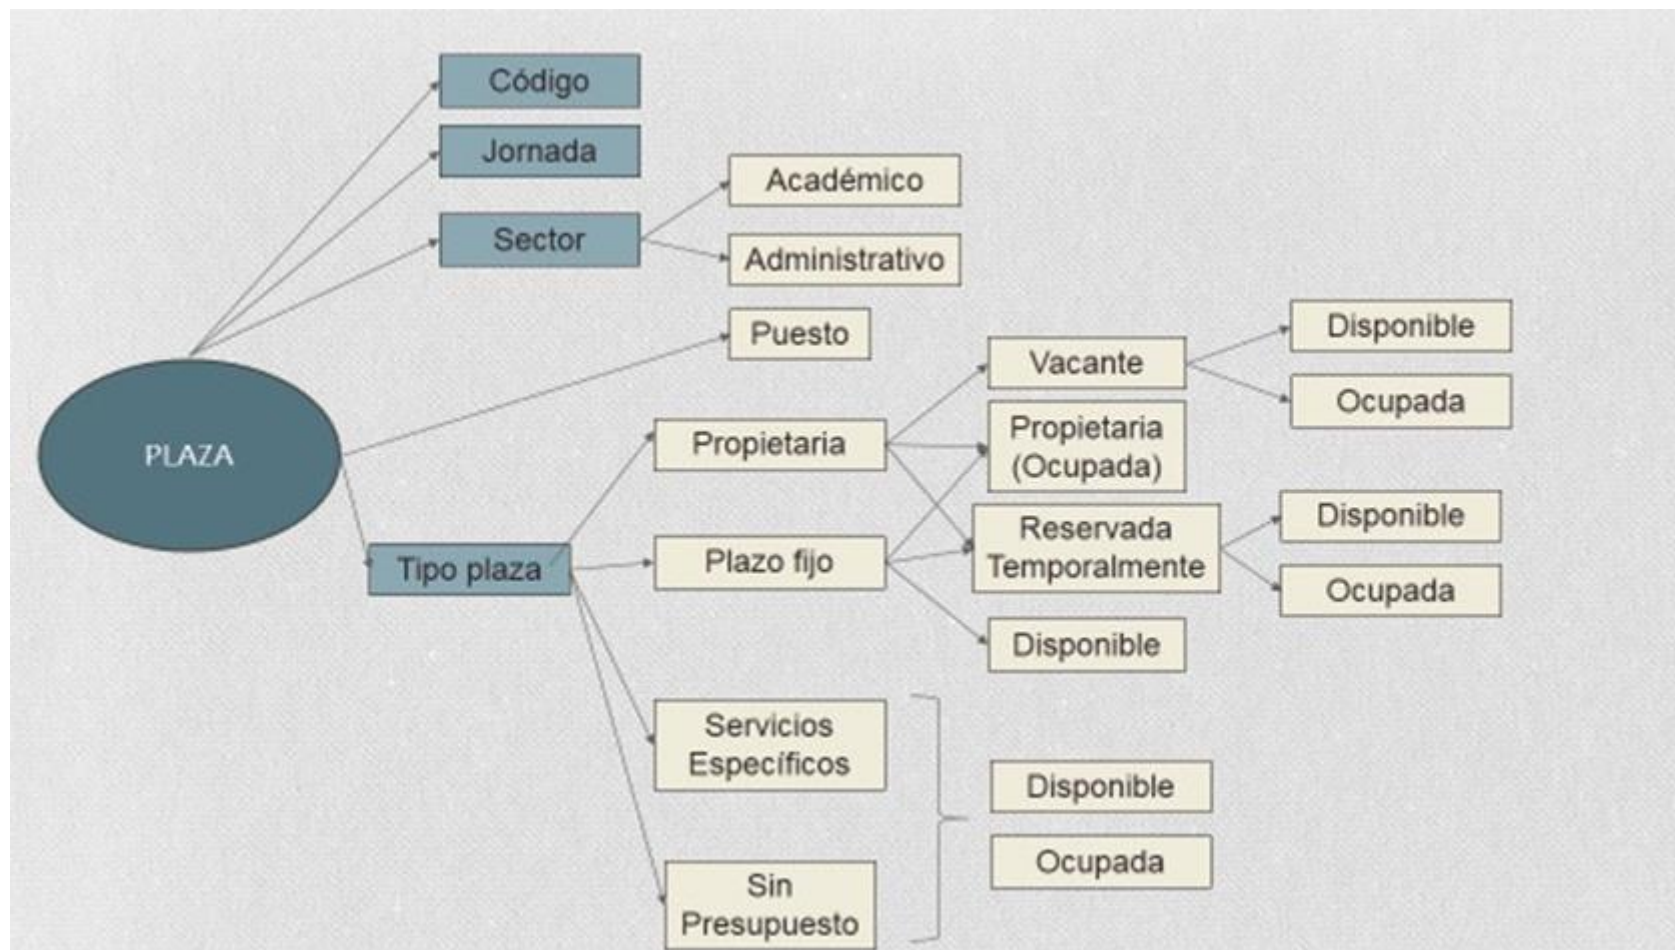 Código
Jornada
Académico
Sector
Administrativo
Puesto
Disponible
Vacante
Ocupada
Propietaria
(Ocupada)
Propietaria
PLAZA
Reservada
Temporalmente
Disponible
Plazo fijo
Tipo plaza
Ocupada
Disponible
Servicios
Específicos
Disponible
Ocupada
Sin
Presupuesto